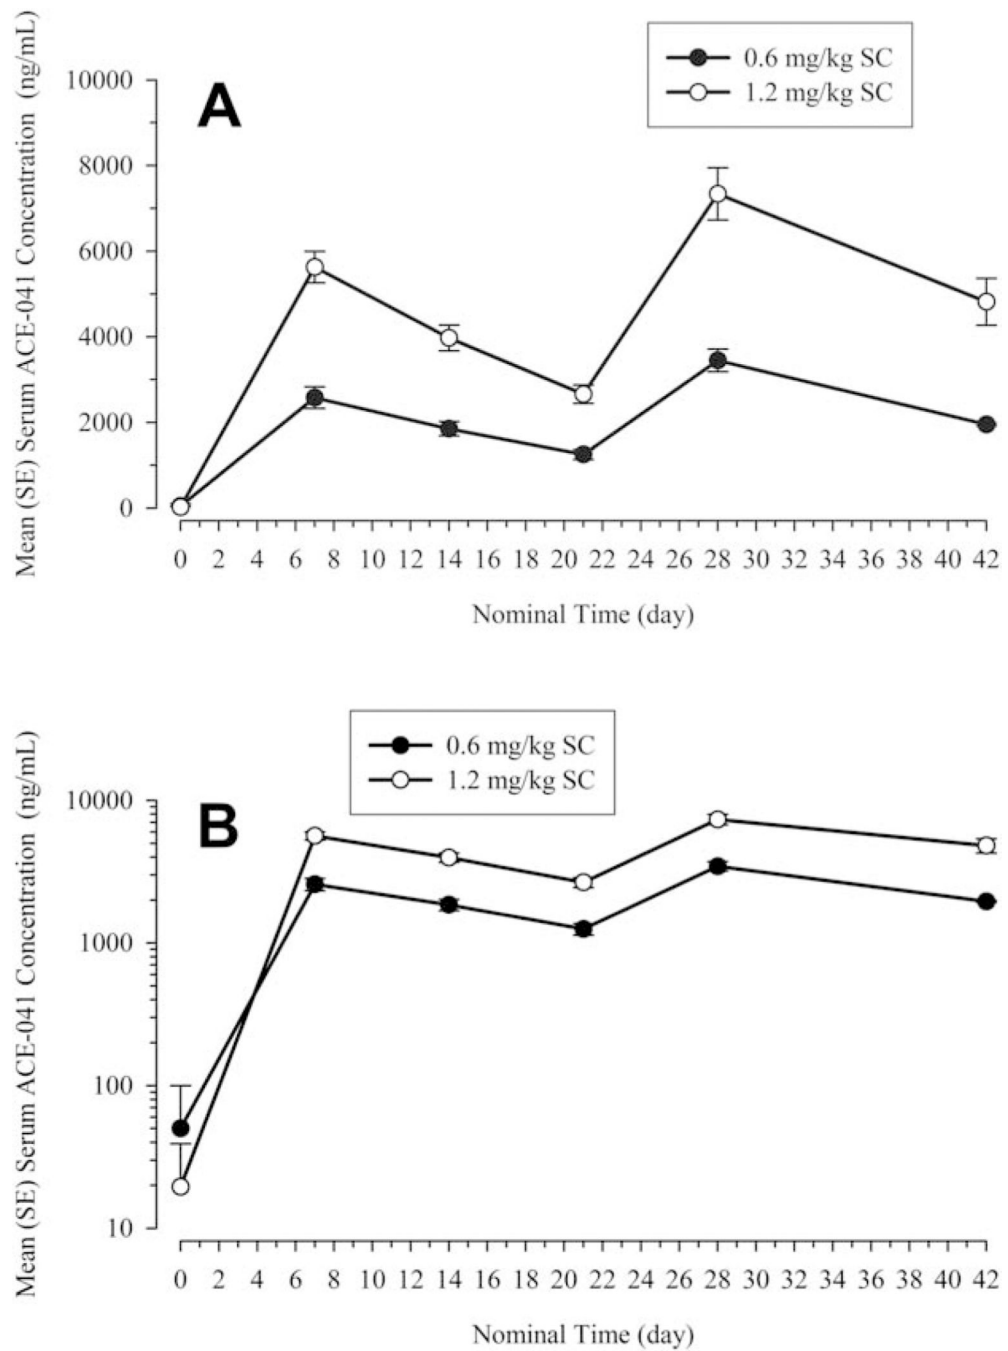 Mean (SE) Serum ACE-041 Concentration (ng/mL)
A
0.6 mg/kg SC
1.2 mg/kg SC
10000
8000
6000
4000
2000
0
0 2 4 6 8 10 12 14 16 18 20 22 24 26 28 30 32 34 36 38 40 42
Nominal Time (day)
Mean (SE) Serum ACE-041 Concentration (ng/mL)
B
0.6 mg/kg SC
1.2 mg/kg SC
10000
1000
100
10
0 2 4 6 8 10 12 14 16 18 20 22 24 26 28 30 32 34 36 38 40 42
Nominal Time (day)